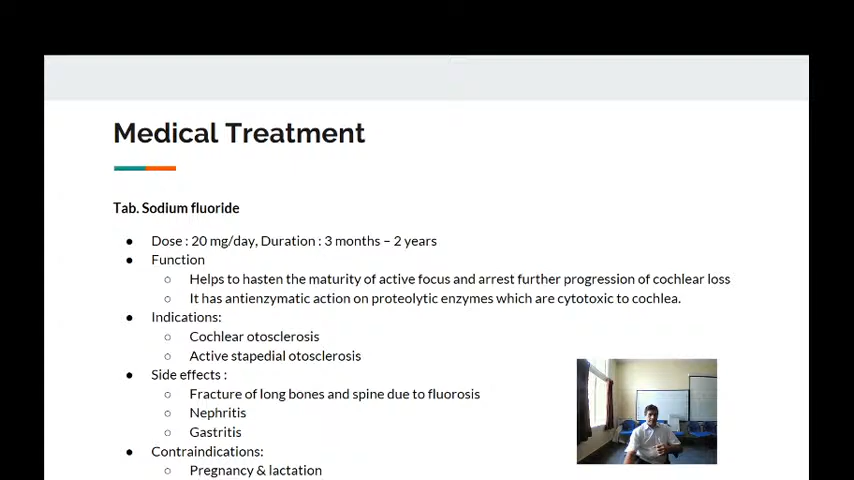 Medical Treatment
Tab. Sodium fluoride
● Dose : 20 mg/day, Duration : 3 months – 2 years
● Function
○ Helps to hasten the maturity of active focus and arrest further progression of cochlear loss
○ It has antienzymatic action on proteolytic enzymes which are cytotoxic to cochlea.
● Indications:
○ Cochlear otosclerosis
○ Active stapedial otosclerosis
● Side effects :
○ Fracture of long bones and spine due to fluorosis
○ Nephritis
○ Gastritis
● Contraindications:
○ Pregnancy & lactation